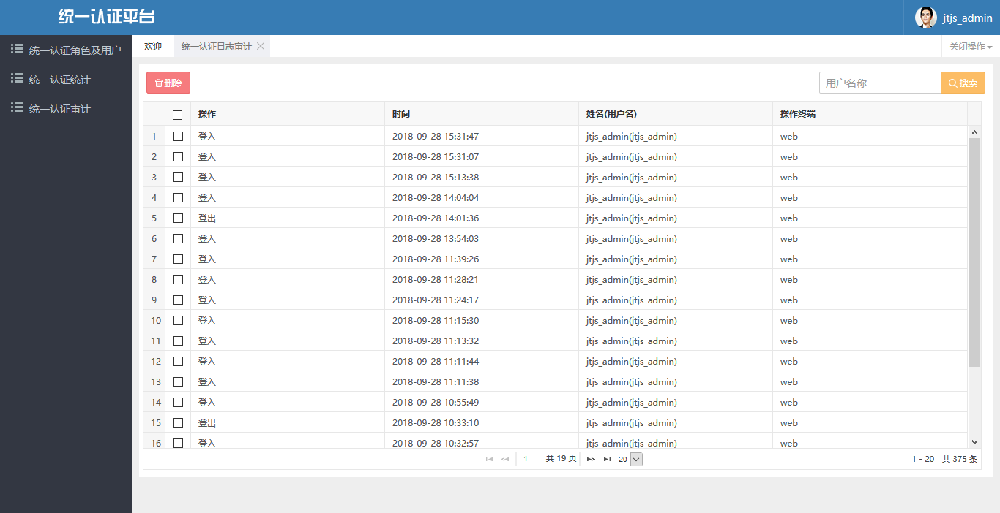 统一认证平台
jtjs_admin
统一认证角色及用户
统一认证统计
统一认证审计
欢迎 统一认证日志审计 关闭操作
删除 用户名称 搜索
操作 时间 姓名(用户名) 操作终端
1 登入 2018-09-28 15:31:47 jtjs_admin(jtjs_admin) web
2 登入 2018-09-28 15:31:07 jtjs_admin(jtjs_admin) web
3 登入 2018-09-28 15:13:38 jtjs_admin(jtjs_admin) web
4 登入 2018-09-28 14:04:04 jtjs_admin(jtjs_admin) web
5 登出 2018-09-28 14:01:36 jtjs_admin(jtjs_admin) web
6 登入 2018-09-28 13:54:03 jtjs_admin(jtjs_admin) web
7 登入 2018-09-28 11:39:26 jtjs_admin(jtjs_admin) web
8 登入 2018-09-28 11:28:21 jtjs_admin(jtjs_admin) web
9 登入 2018-09-28 11:24:17 jtjs_admin(jtjs_admin) web
10 登入 2018-09-28 11:15:30 jtjs_admin(jtjs_admin) web
11 登入 2018-09-28 11:13:32 jtjs_admin(jtjs_admin) web
12 登入 2018-09-28 11:11:44 jtjs_admin(jtjs_admin) web
13 登入 2018-09-28 11:11:38 jtjs_admin(jtjs_admin) web
14 登入 2018-09-28 10:55:49 jtjs_admin(jtjs_admin) web
15 登出 2018-09-28 10:33:10 jtjs_admin(jtjs_admin) web
16 登入 2018-09-28 10:32:57 jtjs_admin(jtjs_admin) web
1 共 19 页 20 1 - 20 共 375 条